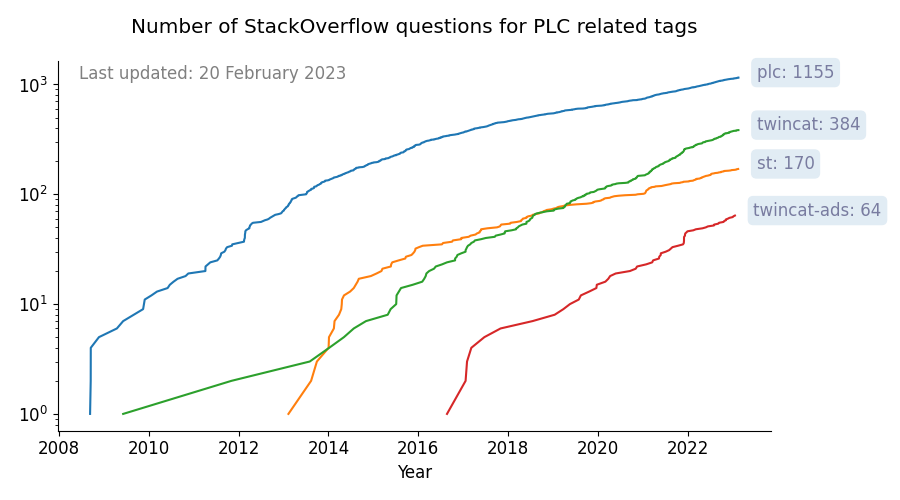 Number of StackOverflow questions for PLC related tags
Last updated: 20 February 2023
plc: 1155
twincat: 384
st: 170
twincat-ads: 64
10³
10²
10¹
10⁰
2008 2010 2012 2014 2016 2018 2020 2022
Year